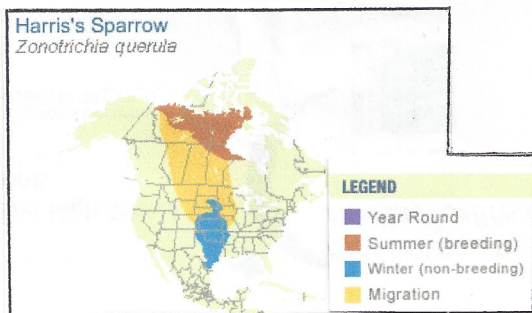 Harris's Sparrow
Zonotrichia querula
LEGEND
Year Round
Summer (breeding)
Winter (non-breeding)
Migration